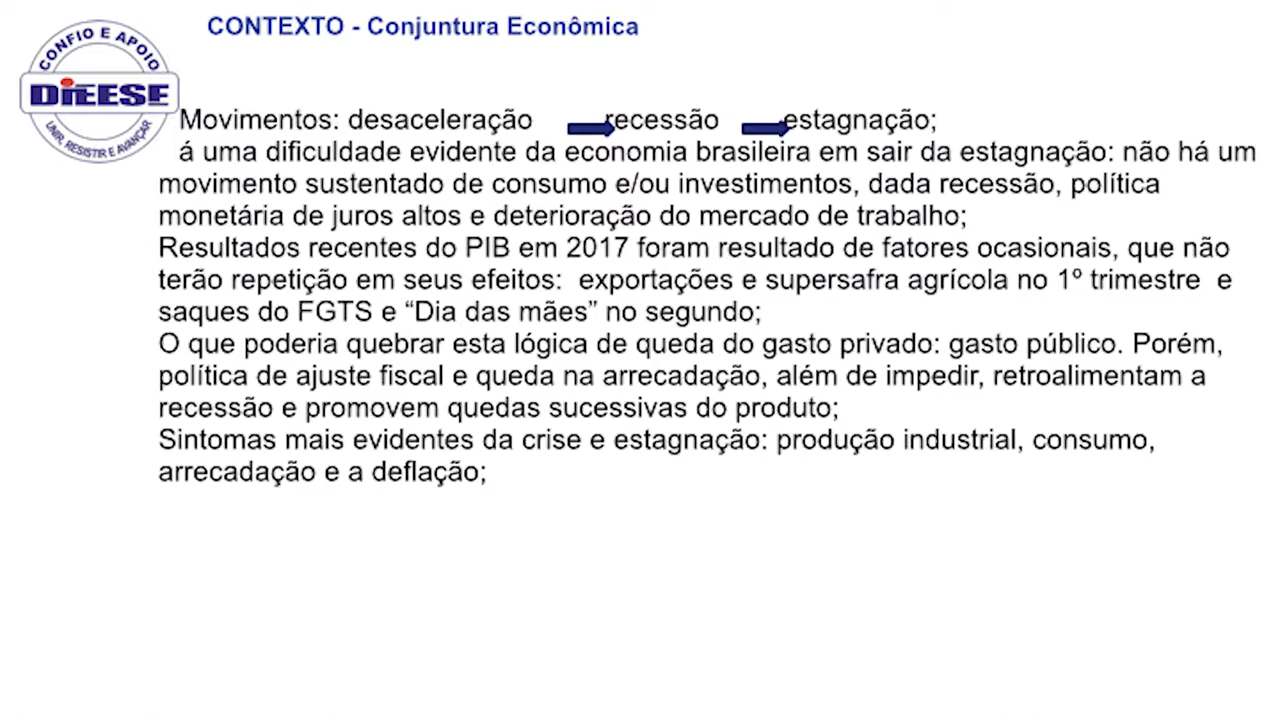 CONTEXTO - Conjuntura Econômica
CONFIO E APOIO
DIEESE
UNIR, RESISTIR E AVANÇAR
Movimentos: desaceleração recessão estagnação;
á uma dificuldade evidente da economia brasileira em sair da estagnação: não há um
movimento sustentado de consumo e/ou investimentos, dada recessão, política
monetária de juros altos e deterioração do mercado de trabalho;
Resultados recentes do PIB em 2017 foram resultado de fatores ocasionais, que não
terão repetição em seus efeitos: exportações e supersafra agrícola no 1º trimestre e
saques do FGTS e “Dia das mães” no segundo;
O que poderia quebrar esta lógica de queda do gasto privado: gasto público. Porém,
política de ajuste fiscal e queda na arrecadação, além de impedir, retroalimentam a
recessão e promovem quedas sucessivas do produto;
Sintomas mais evidentes da crise e estagnação: produção industrial, consumo,
arrecadação e a deflação;